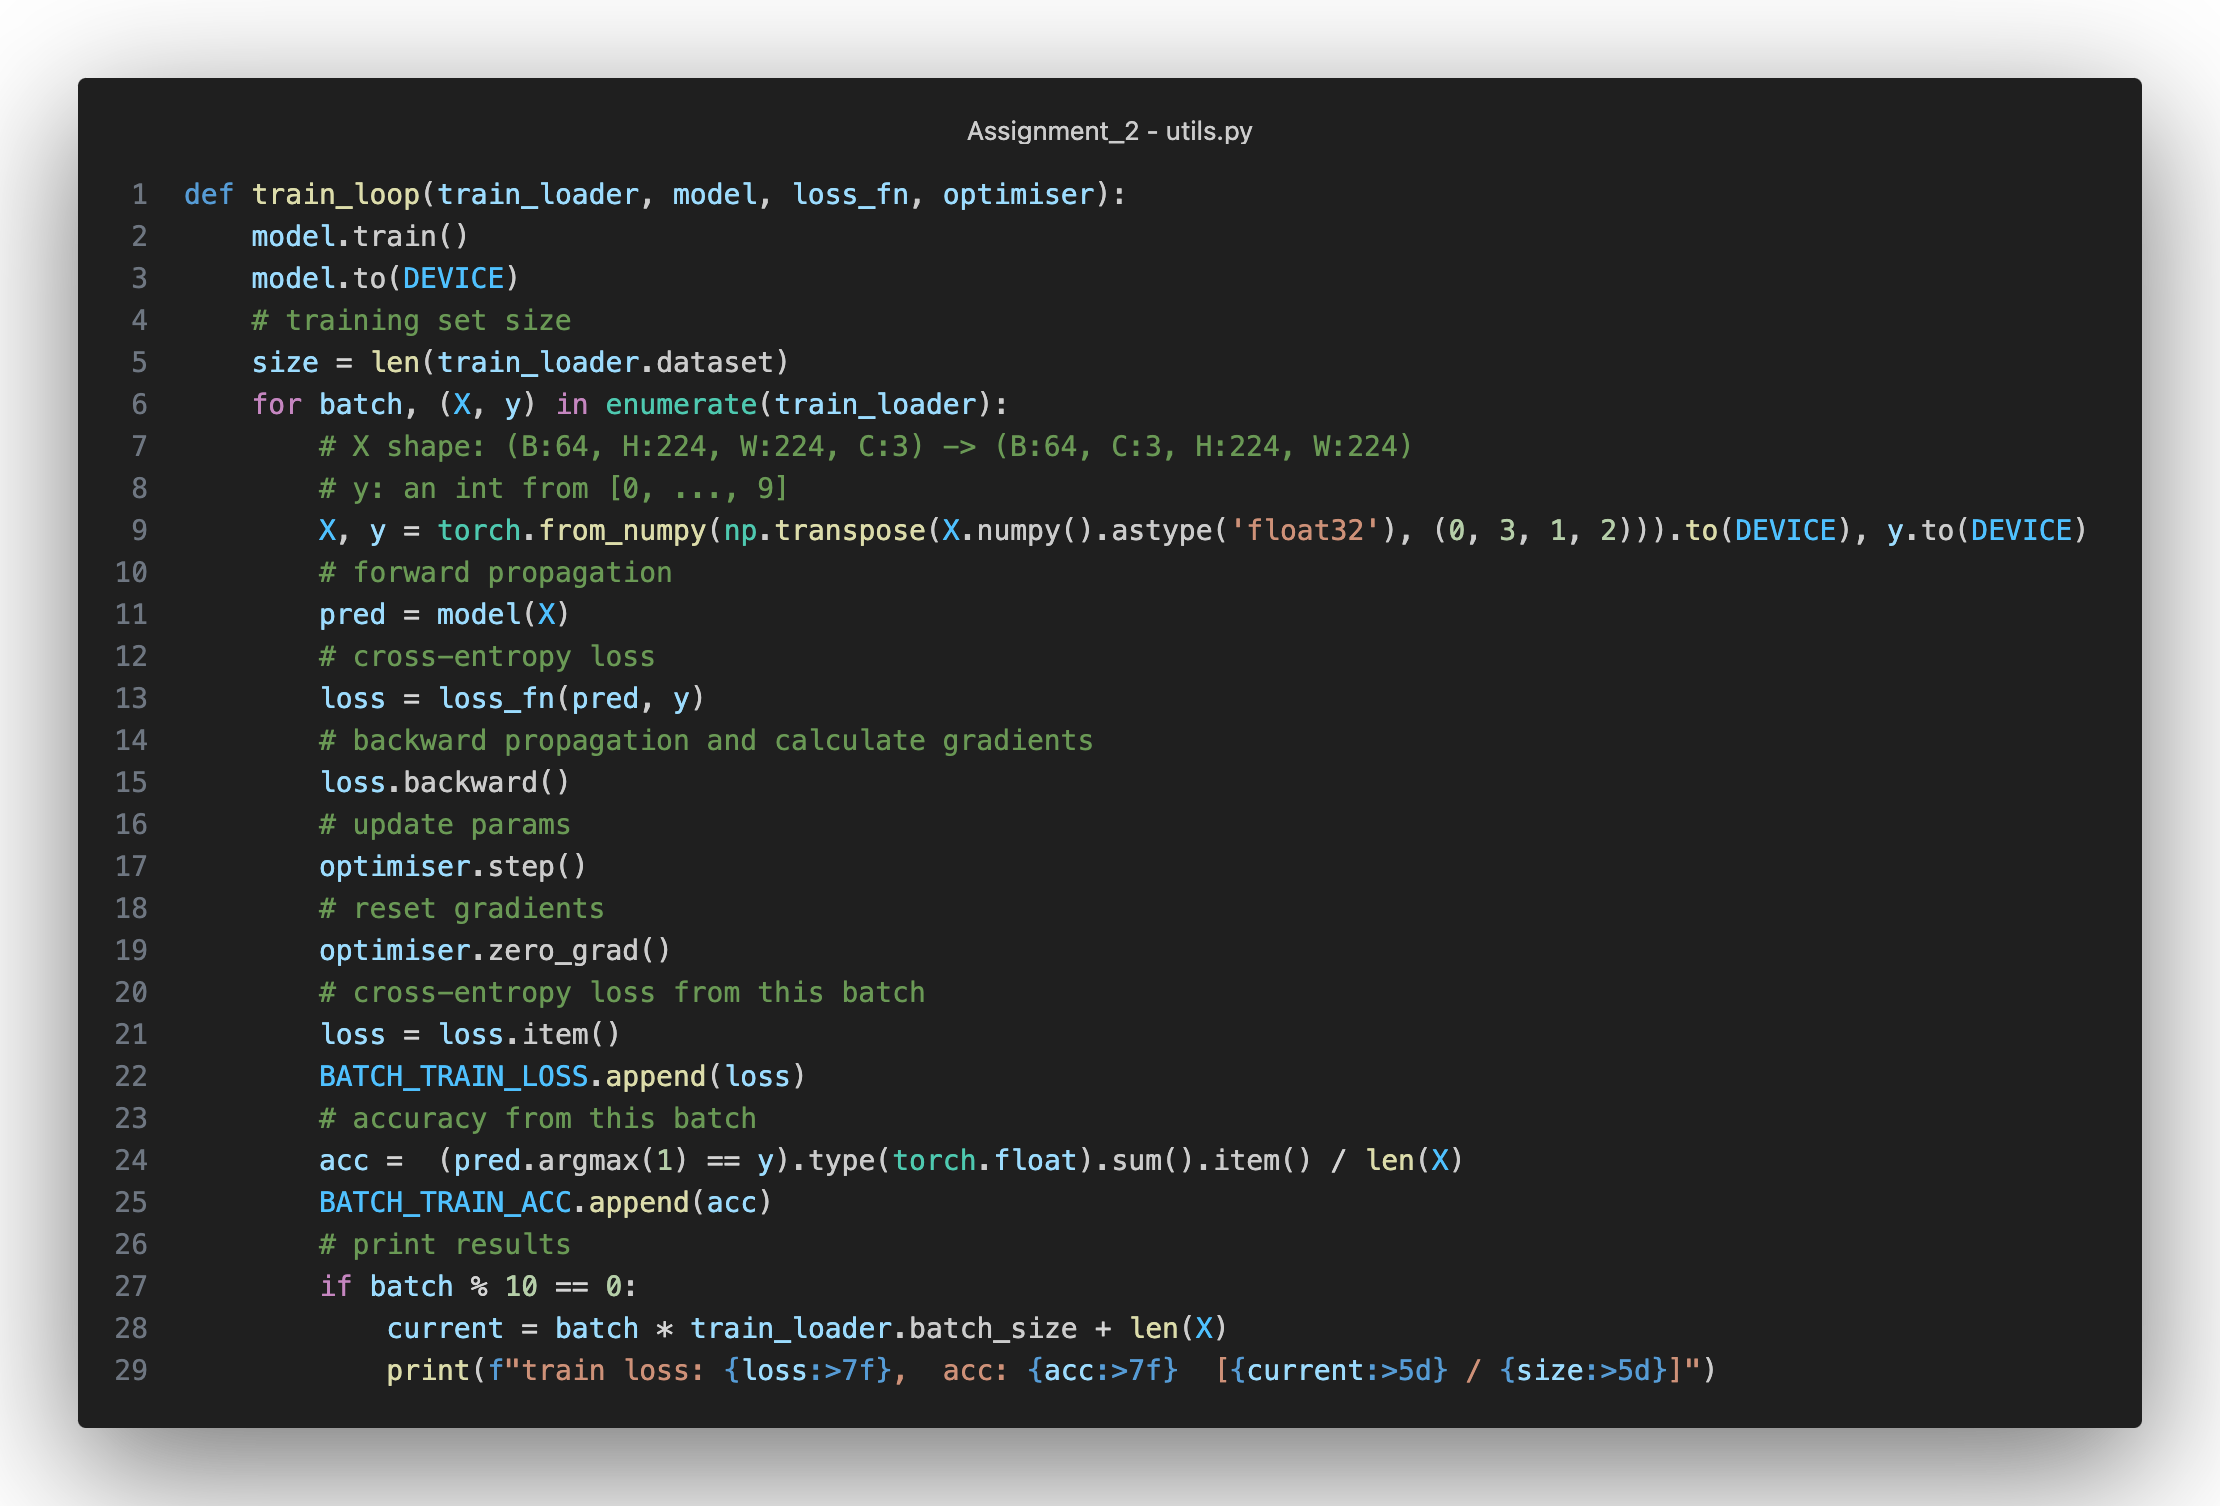 Assignment_2 - utils.py
1 def train_loop(train_loader, model, loss_fn, optimiser):
2     model.train()
3     model.to(DEVICE)
4     # training set size
5     size = len(train_loader.dataset)
6     for batch, (X, y) in enumerate(train_loader):
7         # X shape: (B:64, H:224, W:224, C:3) -> (B:64, C:3, H:224, W:224)
8         # y: an int from [0, ..., 9]
9         X, y = torch.from_numpy(np.transpose(X.numpy().astype('float32'), (0, 3, 1, 2))).to(DEVICE), y.to(DEVICE)
10         # forward propagation
11         pred = model(X)
12         # cross-entropy loss
13         loss = loss_fn(pred, y)
14         # backward propagation and calculate gradients
15         loss.backward()
16         # update params
17         optimiser.step()
18         # reset gradients
19         optimiser.zero_grad()
20         # cross-entropy loss from this batch
21         loss = loss.item()
22         BATCH_TRAIN_LOSS.append(loss)
23         # accuracy from this batch
24         acc =  (pred.argmax(1) == y).type(torch.float).sum().item() / len(X)
25         BATCH_TRAIN_ACC.append(acc)
26         # print results
27         if batch % 10 == 0:
28             current = batch * train_loader.batch_size + len(X)
29             print(f"train loss: {loss:>7f},  acc: {acc:>7f}  [{current:>5d} / {size:>5d}]")